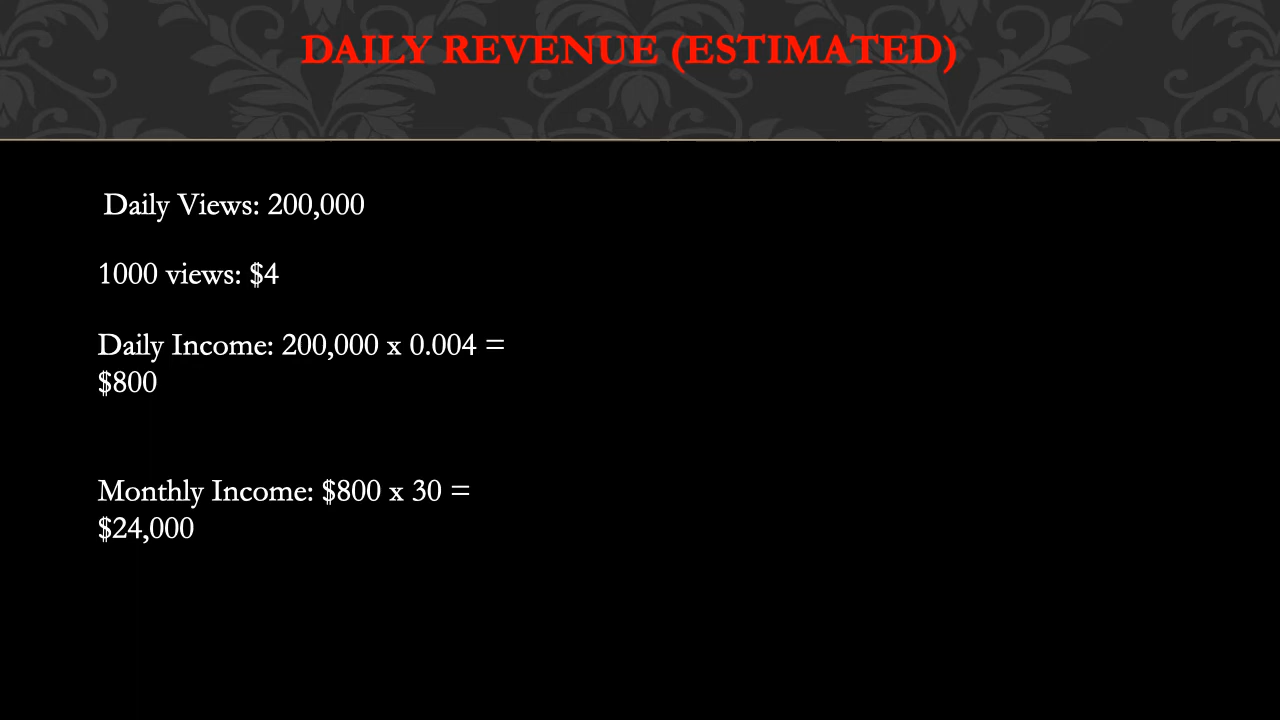 DAILY REVENUE (ESTIMATED)
Daily Views: 200,000
1000 views: $4
Daily Income: 200,000 x 0.004 =
$800
Monthly Income: $800 x 30 =
$24,000